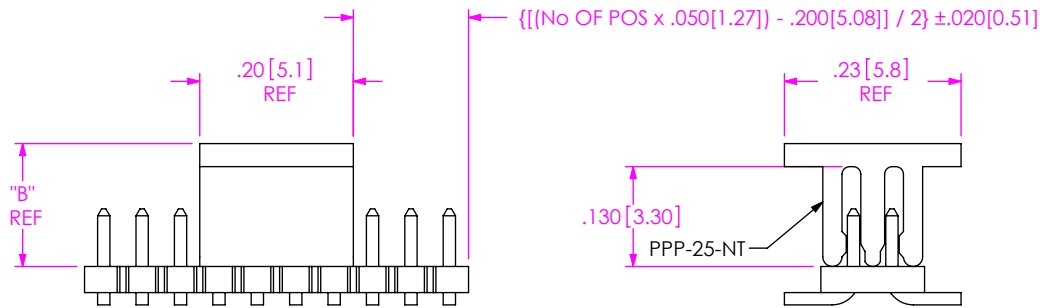 {[(No OF POS x .050[1.27]) - .200[5.08]] / 2} ±.020[0.51]
.20[5.1]
REF
.23[5.8]
REF
"B"
REF
.130[3.30]
PPP-25-NT